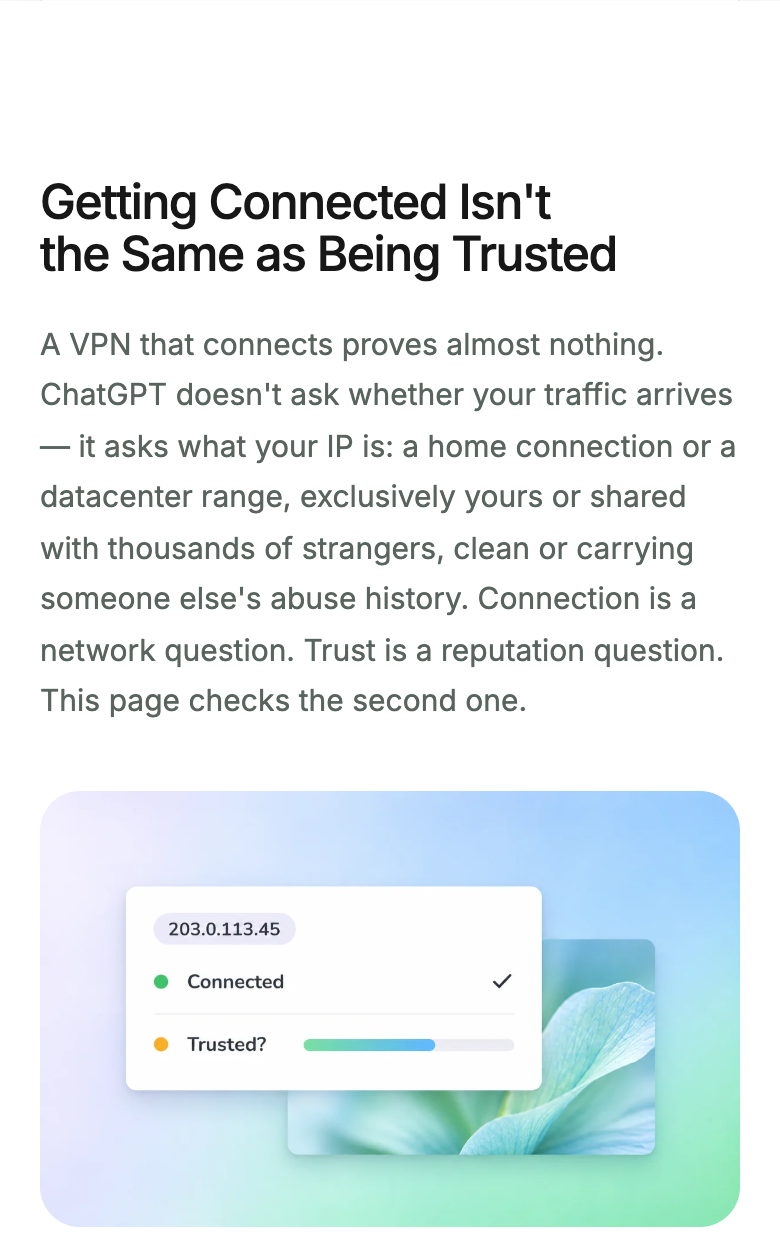 Getting Connected Isn't
the Same as Being Trusted
A VPN that connects proves almost nothing.
ChatGPT doesn't ask whether your traffic arrives
— it asks what your IP is: a home connection or a
datacenter range, exclusively yours or shared
with thousands of strangers, clean or carrying
someone else's abuse history. Connection is a
network question. Trust is a reputation question.
This page checks the second one.
203.0.113.45
Connected
Trusted?